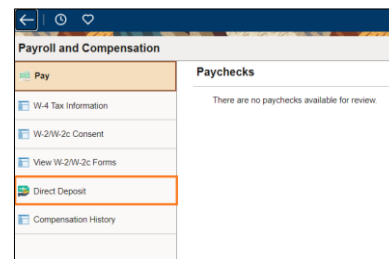 Payroll and Compensation
Pay
Paychecks
There are no paychecks available for review.
W-4 Tax Information
W-2/W-2c Consent
View W-2/W-2c Forms
Direct Deposit
Compensation History